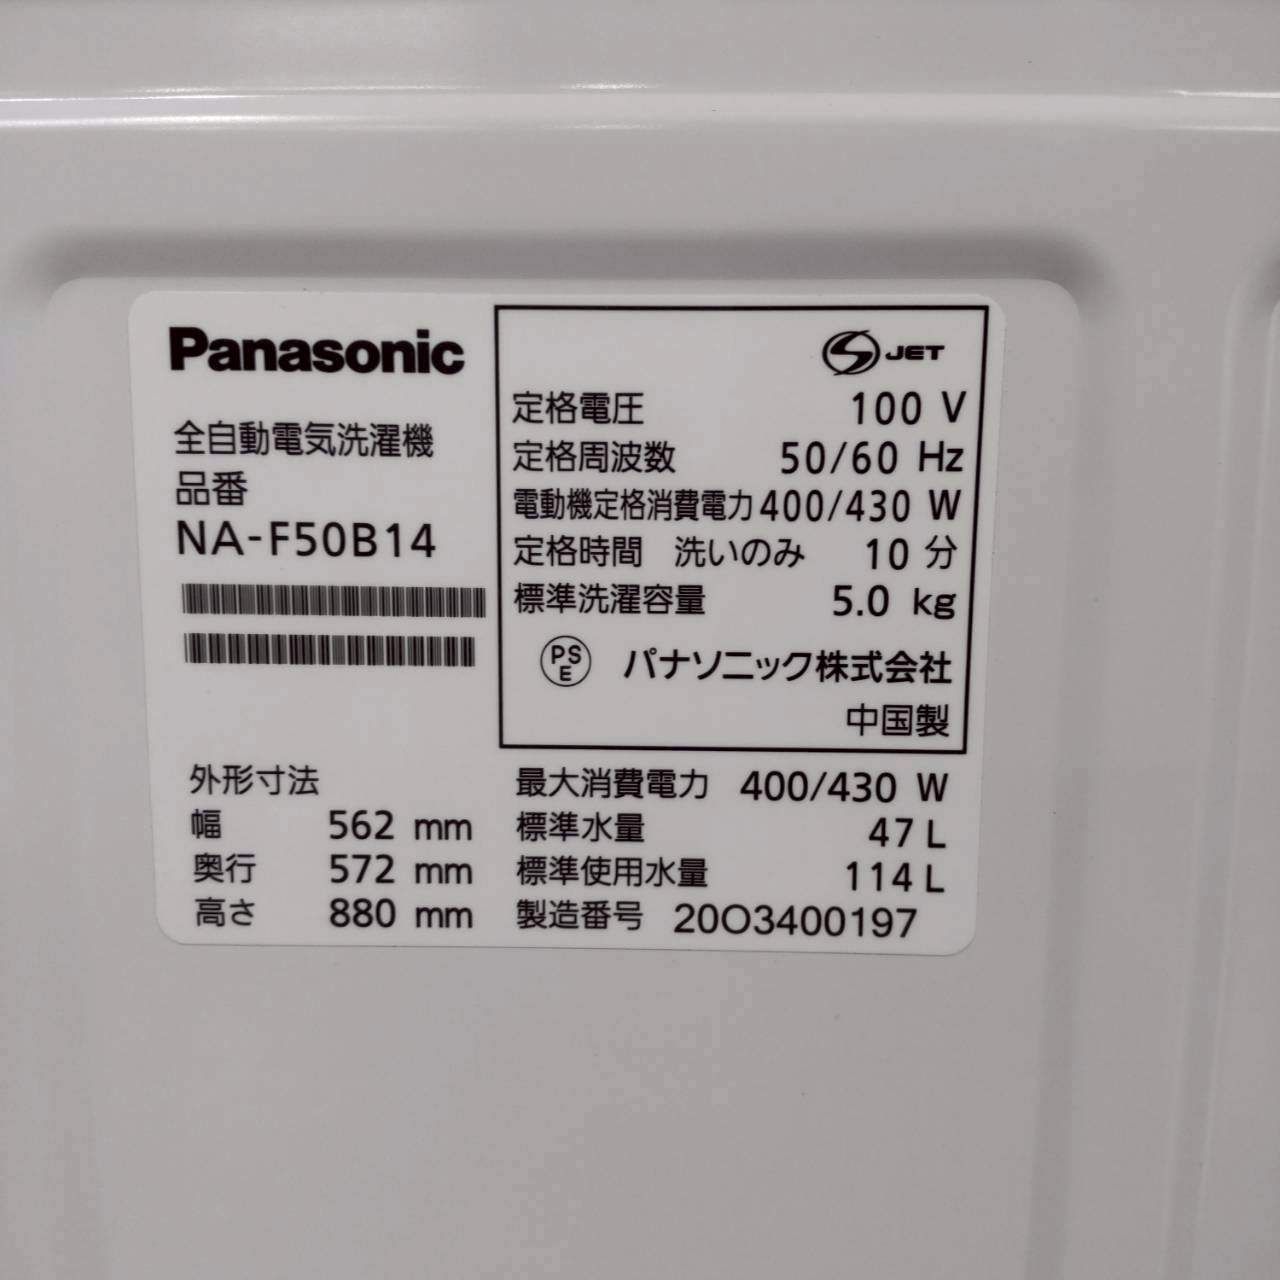 Panasonic
全自動電気洗濯機
品番
NA-F50B14
S JET
定格電圧 100 V
定格周波数 50/60 Hz
電動機定格消費電力 400/430 W
定格時間 洗いのみ 10 分
標準洗濯容量 5.0 kg
PS
E
パナソニック株式会社
中国製
外形寸法
幅 562 mm
奥行 572 mm
高さ 880 mm
最大消費電力 400/430 W
標準水量 47 L
標準使用水量 114 L
製造番号 20O3400197